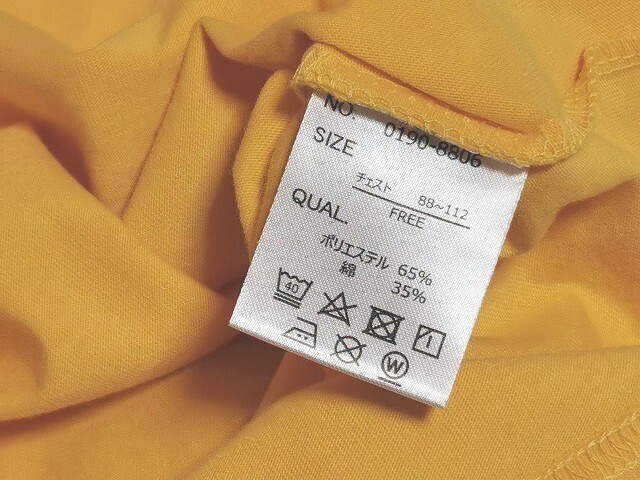 NO. 0190-8806
SIZE
チェスト 88~112
FREE
QUAL.
ポリエステル 65%
綿 35%
40
W